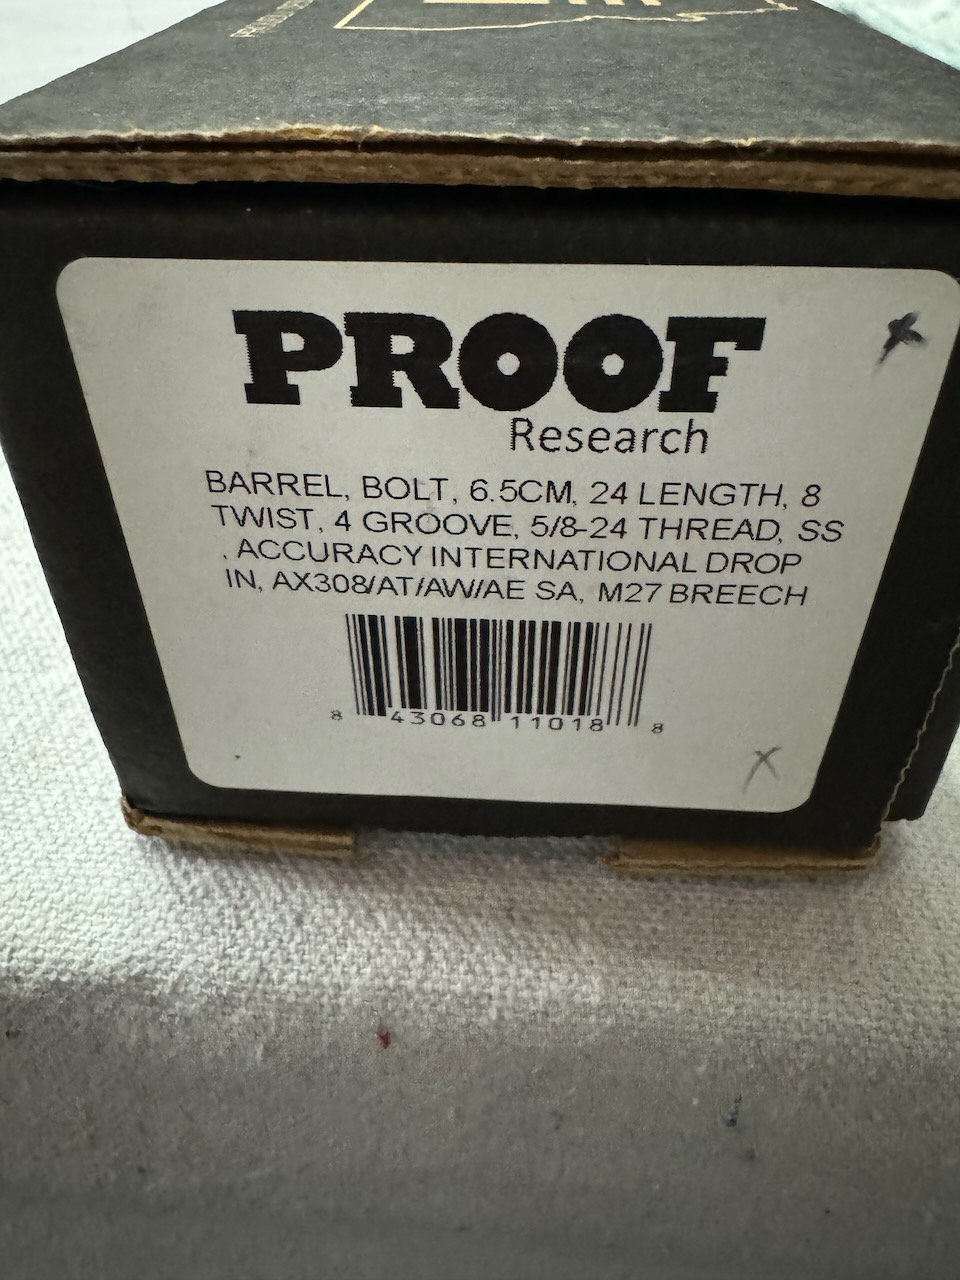 PROOF
Research
BARREL, BOLT, 6.5CM, 24 LENGTH, 8
TWIST, 4 GROOVE, 5/8-24 THREAD, SS
, ACCURACY INTERNATIONAL DROP
IN, AX308/AT/AW/AE SA, M27 BREECH
8 43068 11018 8